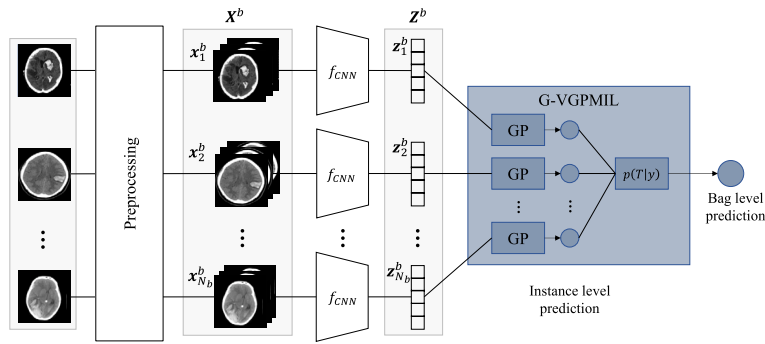 X^b
Z^b
x_1^b
z_1^b
f_CNN
G-VGPMIL
GP
Preprocessing
x_2^b
z_2^b
f_CNN
GP
p(T|y)
Bag level
prediction
...
...
...
...
...
...
GP
x_{N_b}^b
z_{N_b}^b
f_CNN
Instance level
prediction